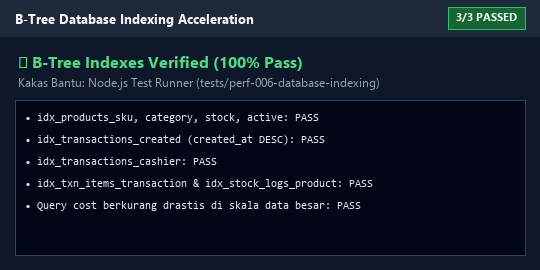 B-Tree Database Indexing Acceleration
3/3 PASSED
B-Tree Indexes Verified (100% Pass)
Kakas Bantu: Node.js Test Runner (tests/perf-006-database-indexing)
• idx_products_sku, category, stock, active: PASS
• idx_transactions_created (created_at DESC): PASS
• idx_transactions_cashier: PASS
• idx_txn_items_transaction & idx_stock_logs_product: PASS
• Query cost berkurang drastis di skala data besar: PASS